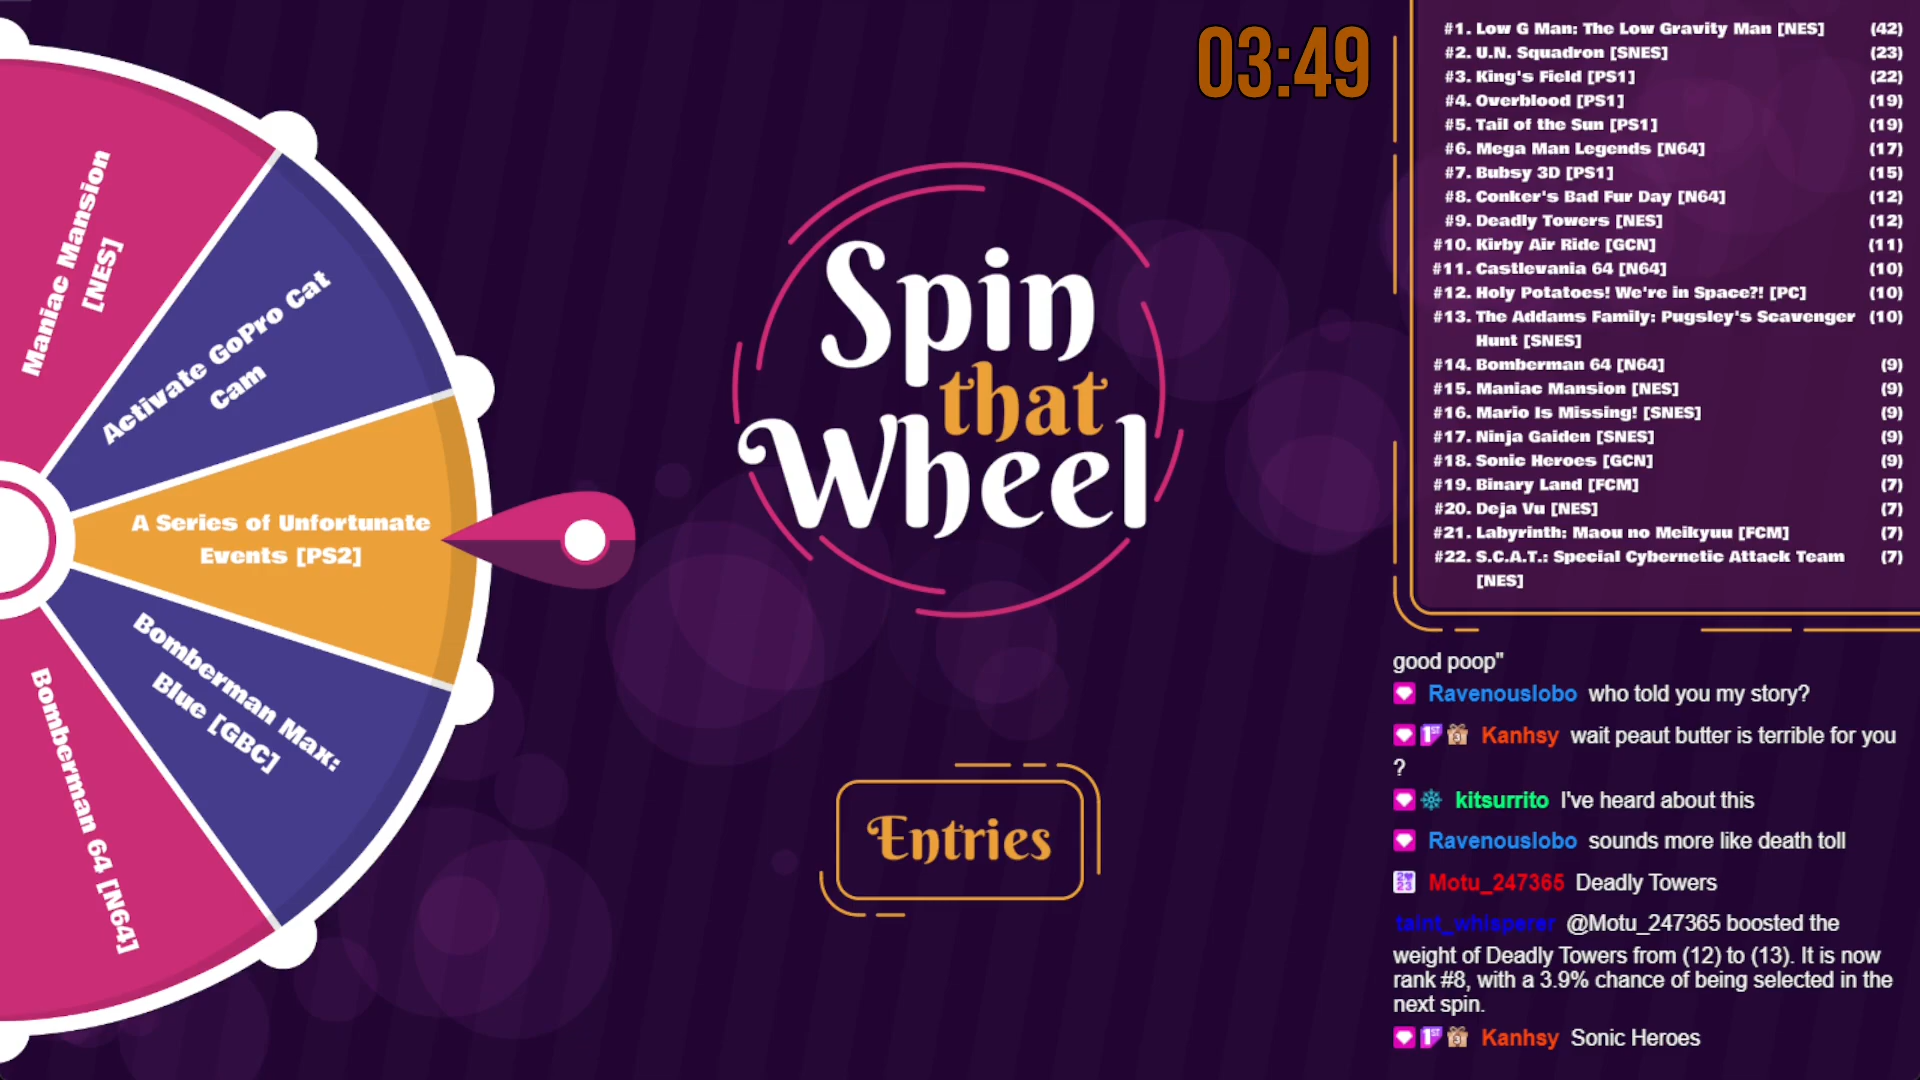 Maniac Mansion
[NES]
Activate GoPro Cat
Cam
A Series of Unfortunate
Events [PS2]
Bomberman Max:
Blue [GBC]
Bomberman 64 [N64]
03:49
Spin
that
Wheel
Entries
#1. Low G Man: The Low Gravity Man [NES] (42)
#2. U.N. Squadron [SNES] (23)
#3. King's Field [PS1] (22)
#4. Overblood [PS1] (19)
#5. Tail of the Sun [PS1] (19)
#6. Mega Man Legends [N64] (17)
#7. Bubsy 3D [PS1] (15)
#8. Conker's Bad Fur Day [N64] (12)
#9. Deadly Towers [NES] (12)
#10. Kirby Air Ride [GCN] (11)
#11. Castlevania 64 [N64] (10)
#12. Holy Potatoes! We're in Space?! [PC] (10)
#13. The Addams Family: Pugsley's Scavenger (10)
Hunt [SNES]
#14. Bomberman 64 [N64] (9)
#15. Maniac Mansion [NES] (9)
#16. Mario Is Missing! [SNES] (9)
#17. Ninja Gaiden [SNES] (9)
#18. Sonic Heroes [GCN] (9)
#19. Binary Land [FCM] (7)
#20. Deja Vu [NES] (7)
#21. Labyrinth: Maou no Meikyuu [FCM] (7)
#22. S.C.A.T.: Special Cybernetic Attack Team (7)
[NES]
good poop"
Ravenouslobo who told you my story?
1ST 3 Kanhsy wait peaut butter is terrible for you
?
kitsurrito I've heard about this
Ravenouslobo sounds more like death toll
Motu_247365 Deadly Towers
taint_whisperer @Motu_247365 boosted the
weight of Deadly Towers from (12) to (13). It is now
rank #8, with a 3.9% chance of being selected in the
next spin.
1ST 3 Kanhsy Sonic Heroes